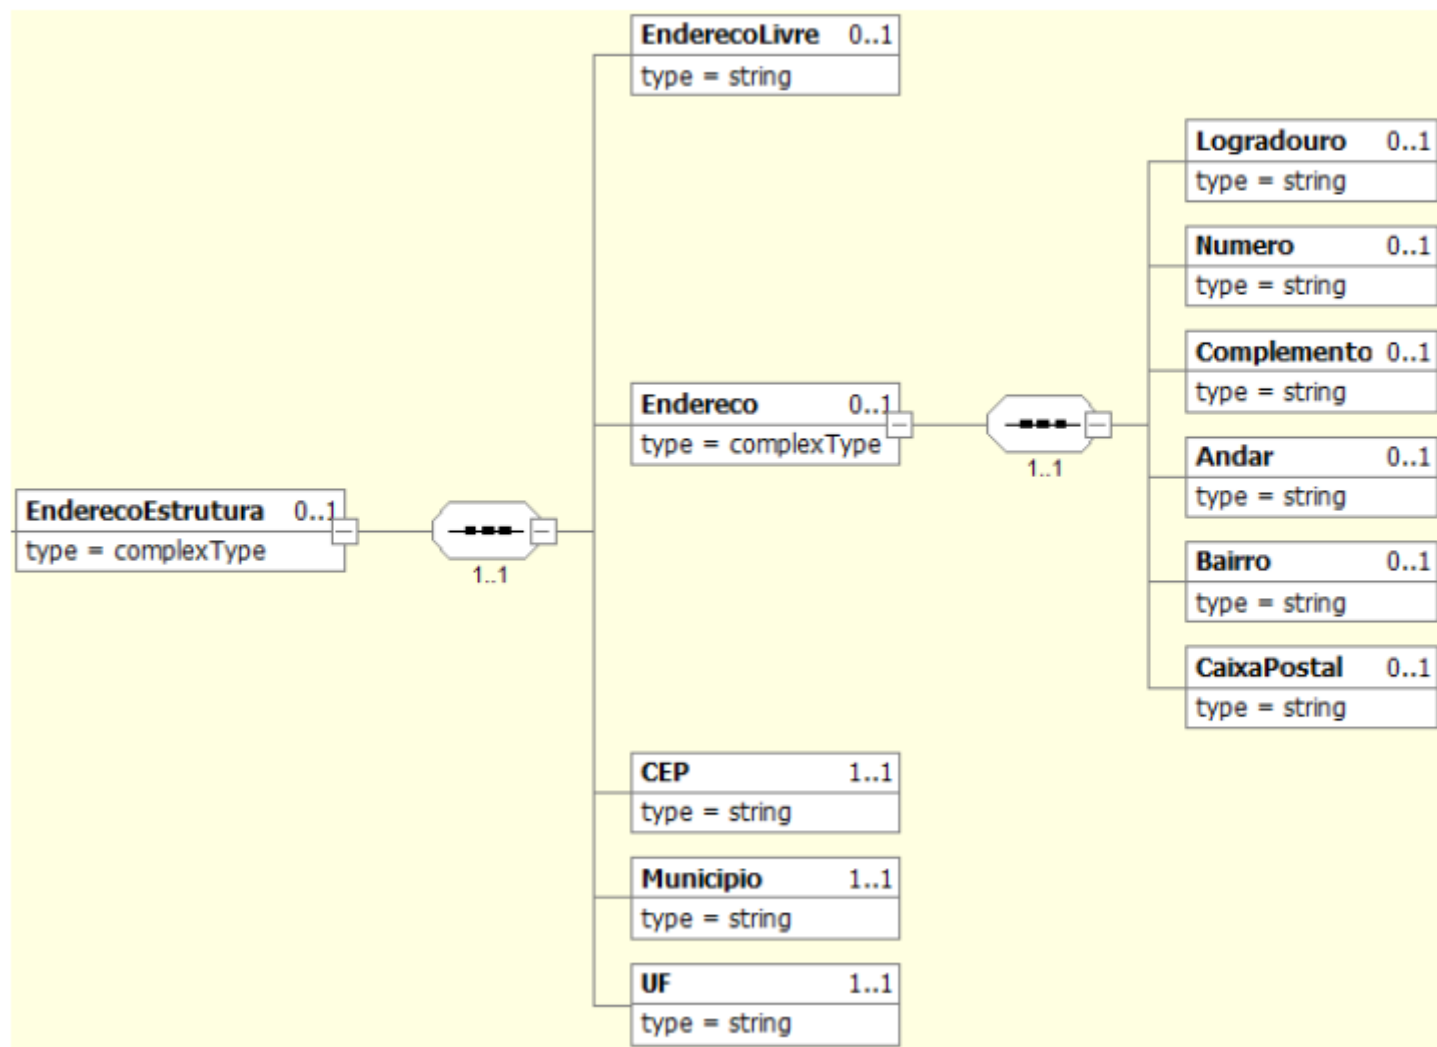 EnderecoLivre 0..1
type = string
Logradouro 0..1
type = string
Numero 0..1
type = string
Complemento 0..1
type = string
Endereco 0..1
type = complexType
1..1
Andar 0..1
type = string
EnderecoEstrutura 0..1
type = complexType
1..1
Bairro 0..1
type = string
CaixaPostal 0..1
type = string
CEP 1..1
type = string
Municipio 1..1
type = string
UF 1..1
type = string